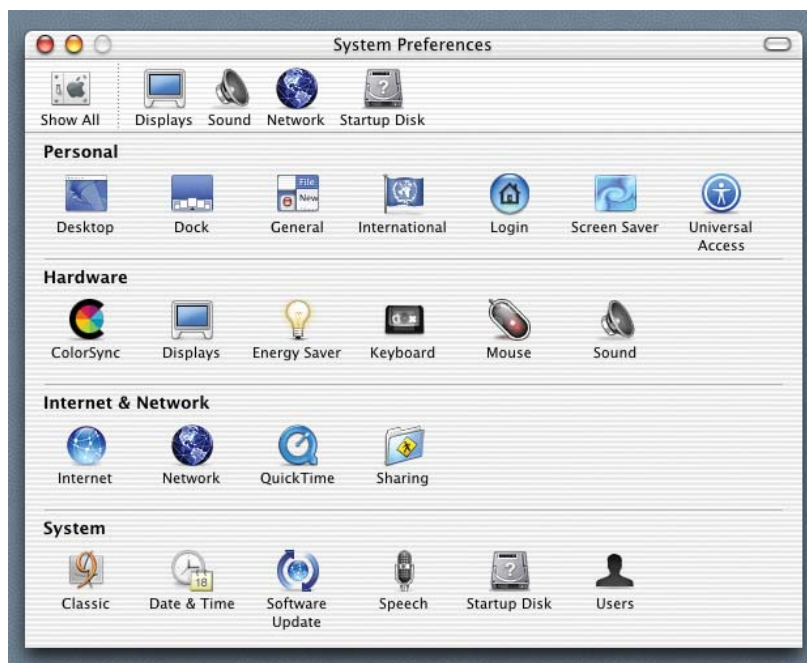 System Preferences
Show All Displays Sound Network Startup Disk
Personal
File
New
Desktop Dock General International Login Screen Saver Universal
Access
Hardware
ColorSync Displays Energy Saver Keyboard Mouse Sound
Internet & Network
Internet Network QuickTime Sharing
System
18
Classic Date & Time Software Speech Startup Disk Users
Update